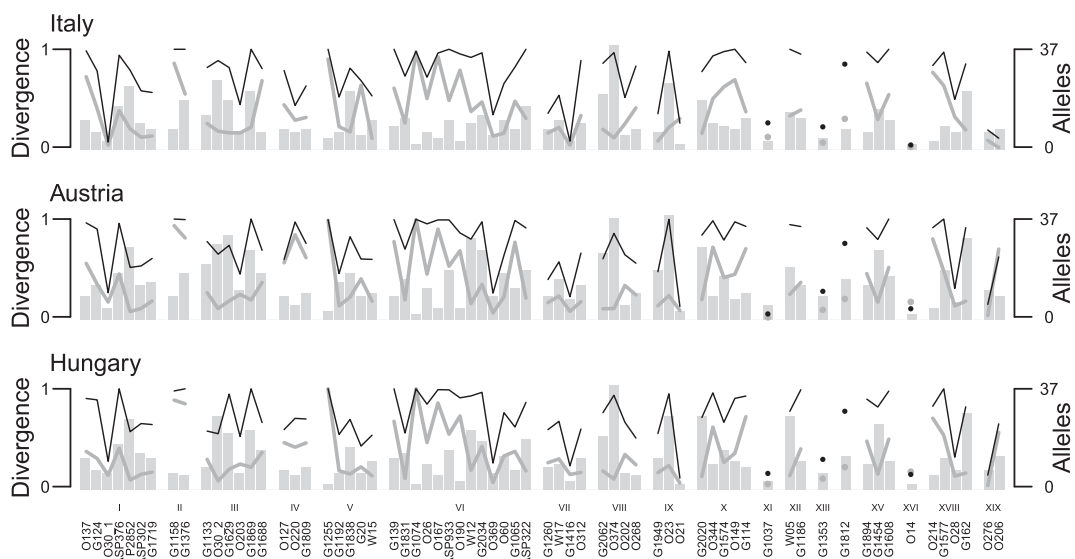 Italy
Divergence
1
0
37
0
Alleles
Austria
Divergence
1
0
37
0
Alleles
Hungary
Divergence
1
0
37
0
Alleles
I II III IV V VI VII VIII IX X XI XII XIII XV XVI XVIII XIX
O137 G124 O30_1 .SP376 P2852 .SP302 G1719 G1158 G1376 G1133 O30_2 G1629 O203 G1869 G1688 O127 O220 G1809 G1255 G1192 G1838 G20 W15 G139 G1831 G1074 O26 O167 .SP933 O190 W12 G2034 O369 O60 G1065 .SP322 G1260 W17 G1416 O312 G2062 O374 O202 O268 G1949 O23 O21 G2020 O344 G1574 O149 G114 G1037 W05 G1186 G1353 G1812 G1894 G1454 G1608 O14 O214 G1577 O28 G162 O276 O206